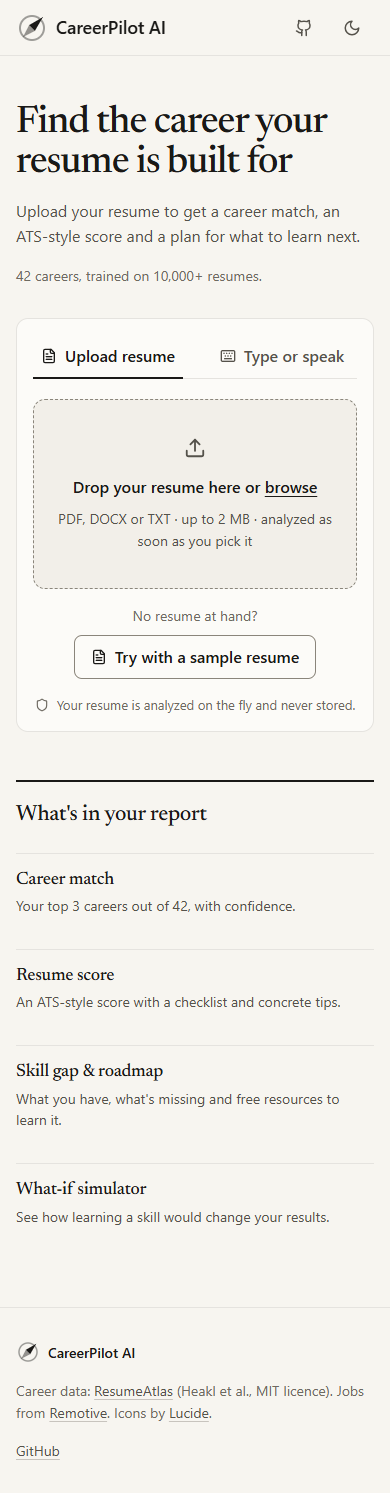 CareerPilot AI
Find the career your
resume is built for
Upload your resume to get a career match, an
ATS-style score and a plan for what to learn next.
42 careers, trained on 10,000+ resumes.
Upload resume
Type or speak
Drop your resume here or browse
PDF, DOCX or TXT · up to 2 MB · analyzed as
soon as you pick it
No resume at hand?
Try with a sample resume
Your resume is analyzed on the fly and never stored.
What's in your report
Career match
Your top 3 careers out of 42, with confidence.
Resume score
An ATS-style score with a checklist and concrete tips.
Skill gap & roadmap
What you have, what's missing and free resources to
learn it.
What-if simulator
See how learning a skill would change your results.
CareerPilot AI
Career data: ResumeAtlas (Heakl et al., MIT licence). Jobs
from Remotive. Icons by Lucide.
GitHub